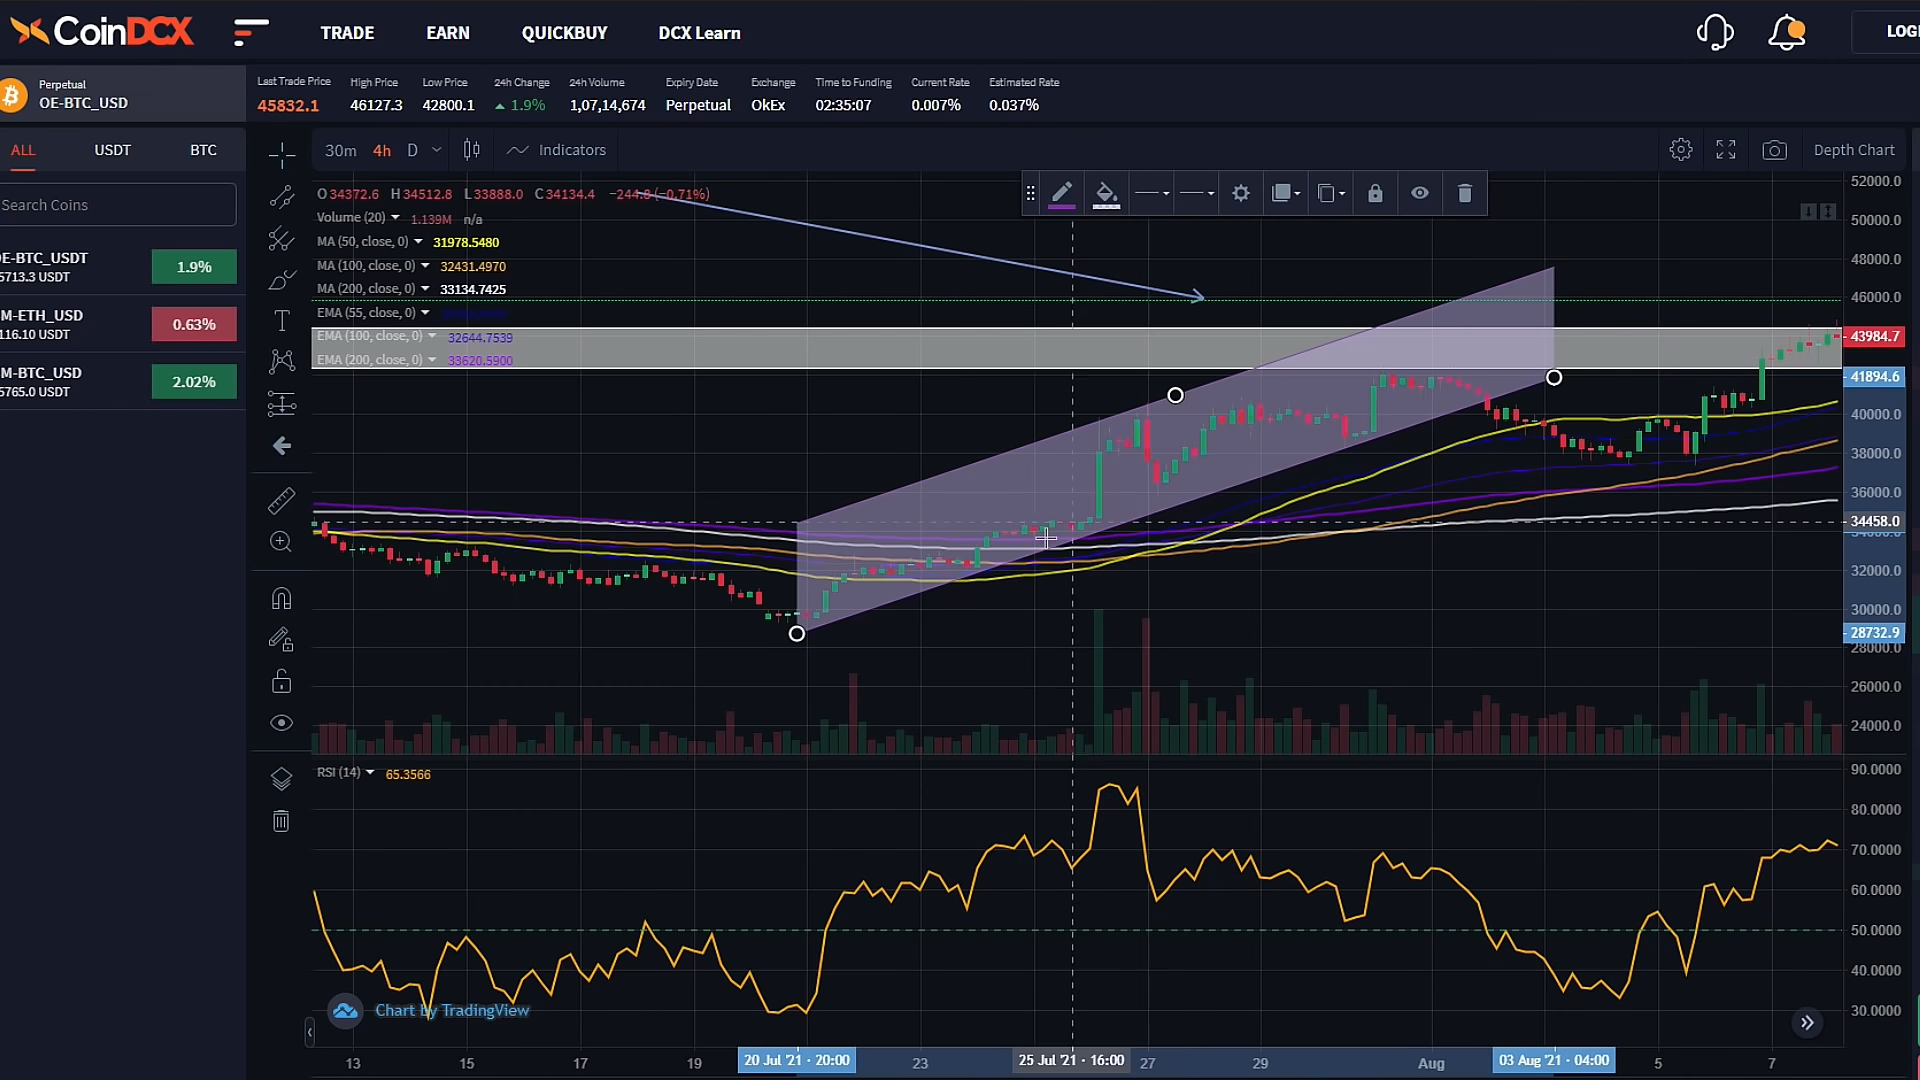 CoinDCX
TRADE EARN QUICKBUY DCX Learn
Perpetual
OE-BTC_USD
Last Trade Price High Price Low Price 24h Change 24h Volume Expiry Date Exchange Time to Funding Current Rate Estimated Rate
45832.1 46127.3 42800.1 1.9% 1,07,14,674 Perpetual OkEx 02:35:07 0.007% 0.037%
ALL USDT BTC
30m 4h D Indicators Depth Chart
Search Coins
E-BTC_USDT
5713.3 USDT
1.9%
M-ETH_USD
116.10 USDT
0.63%
M-BTC_USD
5765.0 USDT
2.02%
O 34372.6 H 34512.8 L 33888.0 C 34134.4 −244.8 (−0.71%)
Volume (20) 1.139M n/a
MA (50, close, 0) 31978.5480
MA (100, close, 0) 32431.4970
MA (200, close, 0) 33134.7425
EMA (55, close, 0)
EMA (100, close, 0) 32644.7539
EMA (200, close, 0) 33620.5900
52000.0
50000.0
48000.0
46000.0
43984.7
41894.6
40000.0
38000.0
36000.0
34458.0
32000.0
30000.0
28732.9
28000.0
26000.0
24000.0
RSI (14) 65.3566
90.0000
80.0000
70.0000
60.0000
50.0000
40.0000
30.0000
Chart by TradingView
13 15 17 19 20 Jul '21 · 20:00 23 25 Jul '21 · 16:00 27 29 Aug 03 Aug '21 · 04:00 5 7